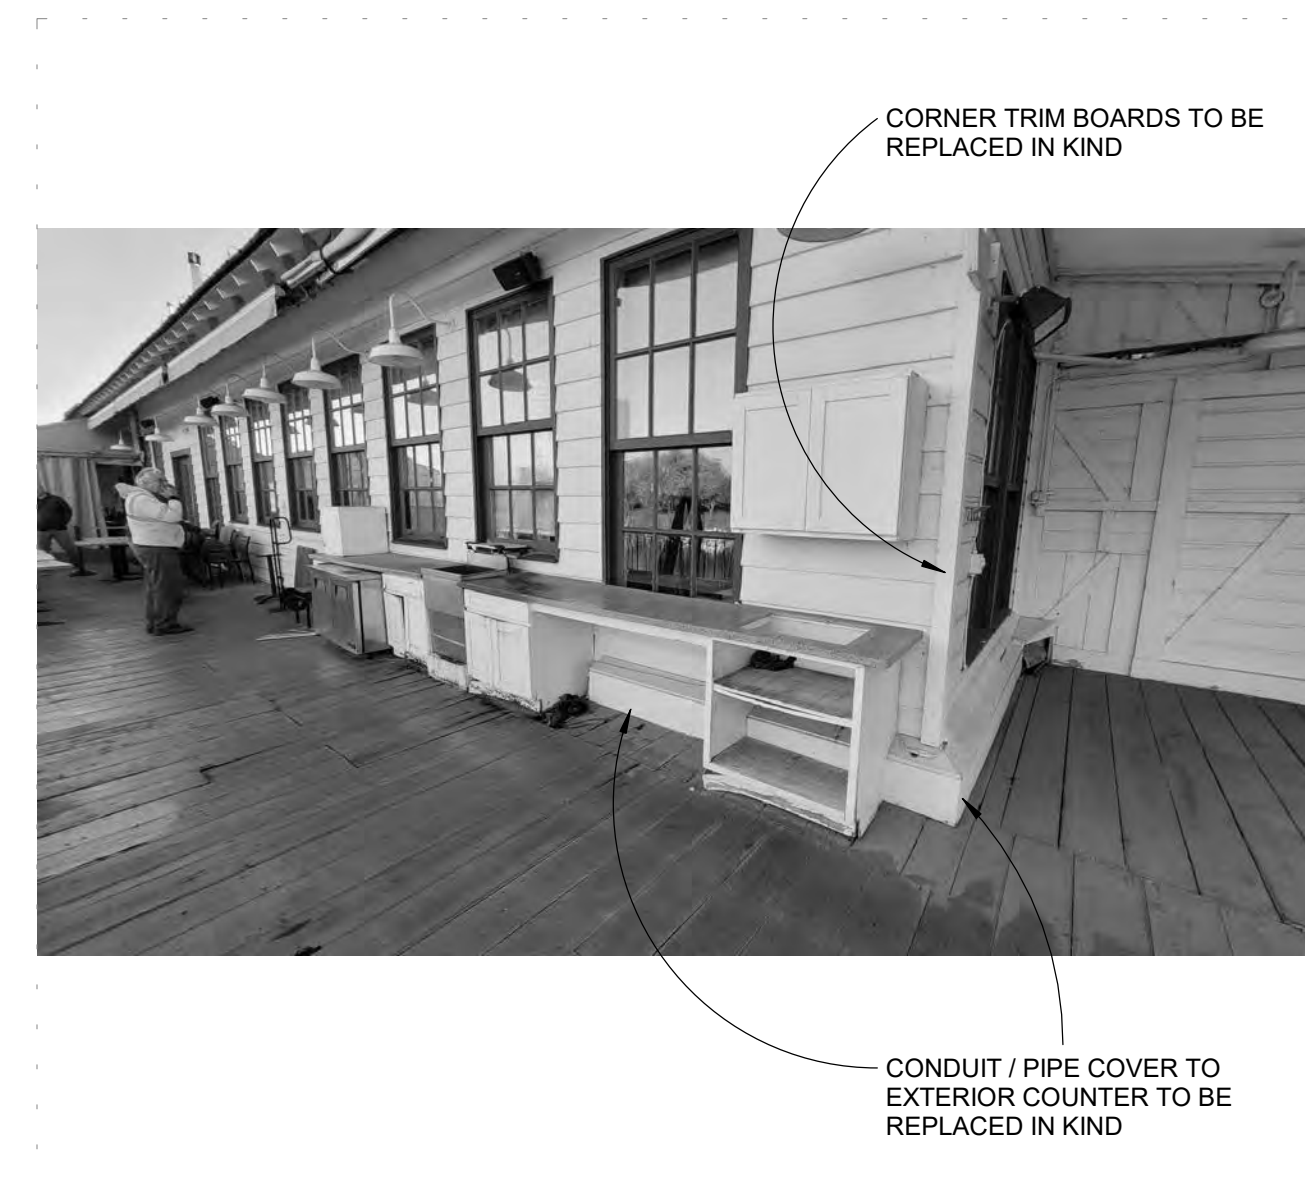 CORNER TRIM BOARDS TO BE
REPLACED IN KIND
CONDUIT / PIPE COVER TO
EXTERIOR COUNTER TO BE
REPLACED IN KIND